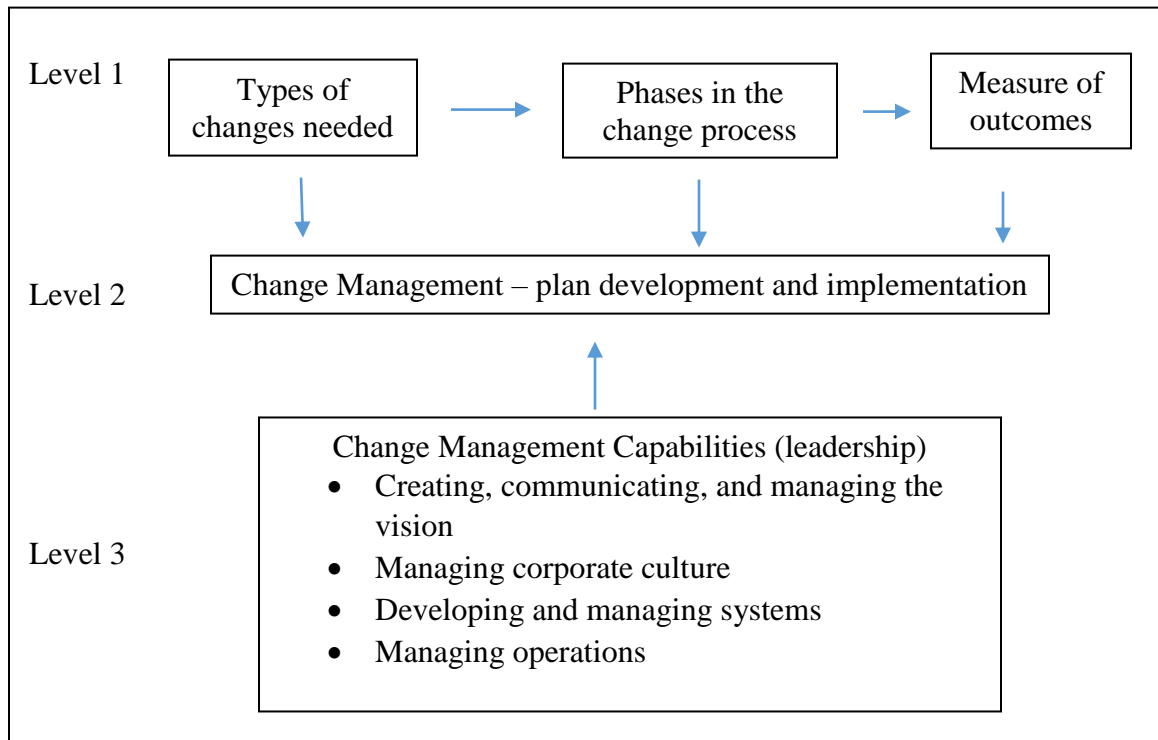 Level 1
Types of
changes needed
Phases in the
change process
Measure of
outcomes
Level 2
Change Management – plan development and implementation
Level 3
Change Management Capabilities (leadership)
• Creating, communicating, and managing the
vision
• Managing corporate culture
• Developing and managing systems
• Managing operations